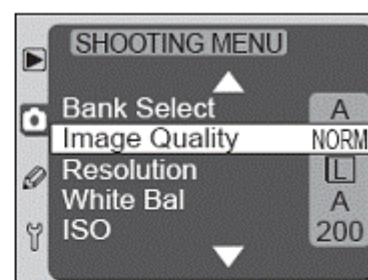 SHOOTING MENU
Bank Select A
Image Quality NORM
Resolution L
White Bal A
ISO 200